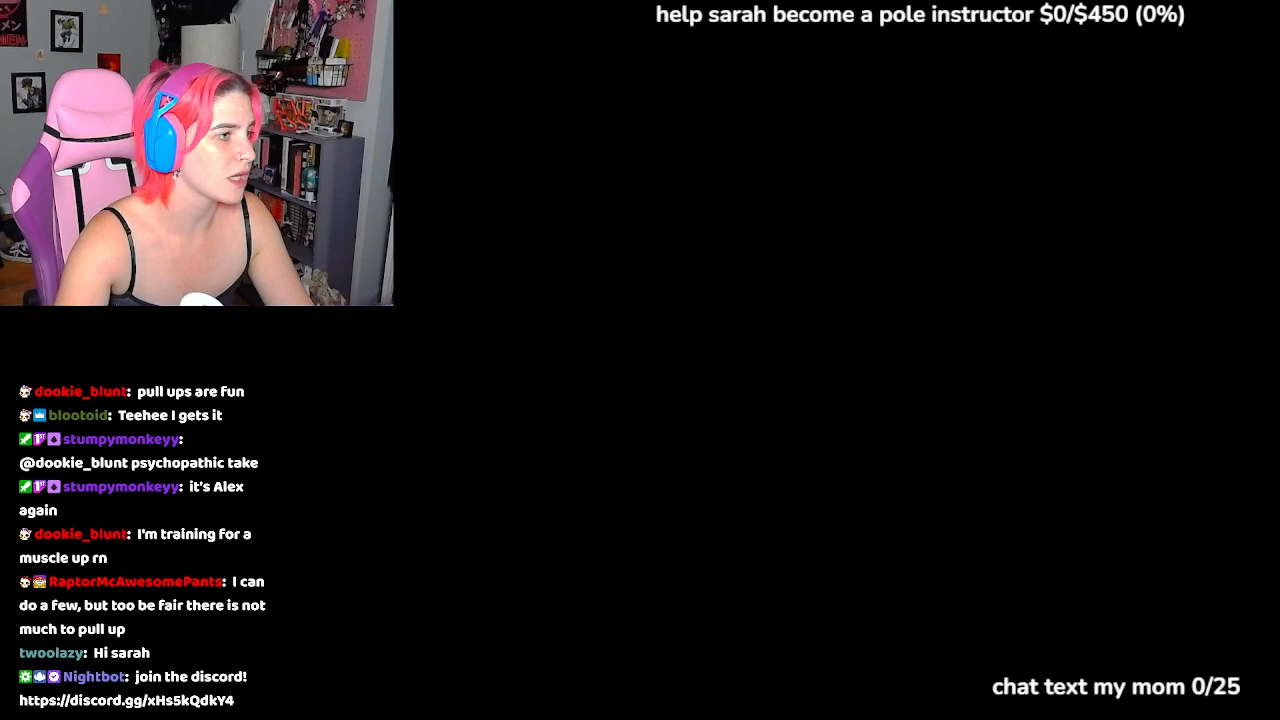 help sarah become a pole instructor $0/$450 (0%)
dookie_blunt: pull ups are fun
blootoid: Teehee I gets it
stumpymonkeyy:
@dookie_blunt psychopathic take
stumpymonkeyy: it's Alex
again
dookie_blunt: I'm training for a
muscle up rn
RaptorMcAwesomePants: I can
do a few, but too be fair there is not
much to pull up
twoolazy: Hi sarah
Nightbot: join the discord!
https://discord.gg/xHs5kQdkY4
chat text my mom 0/25